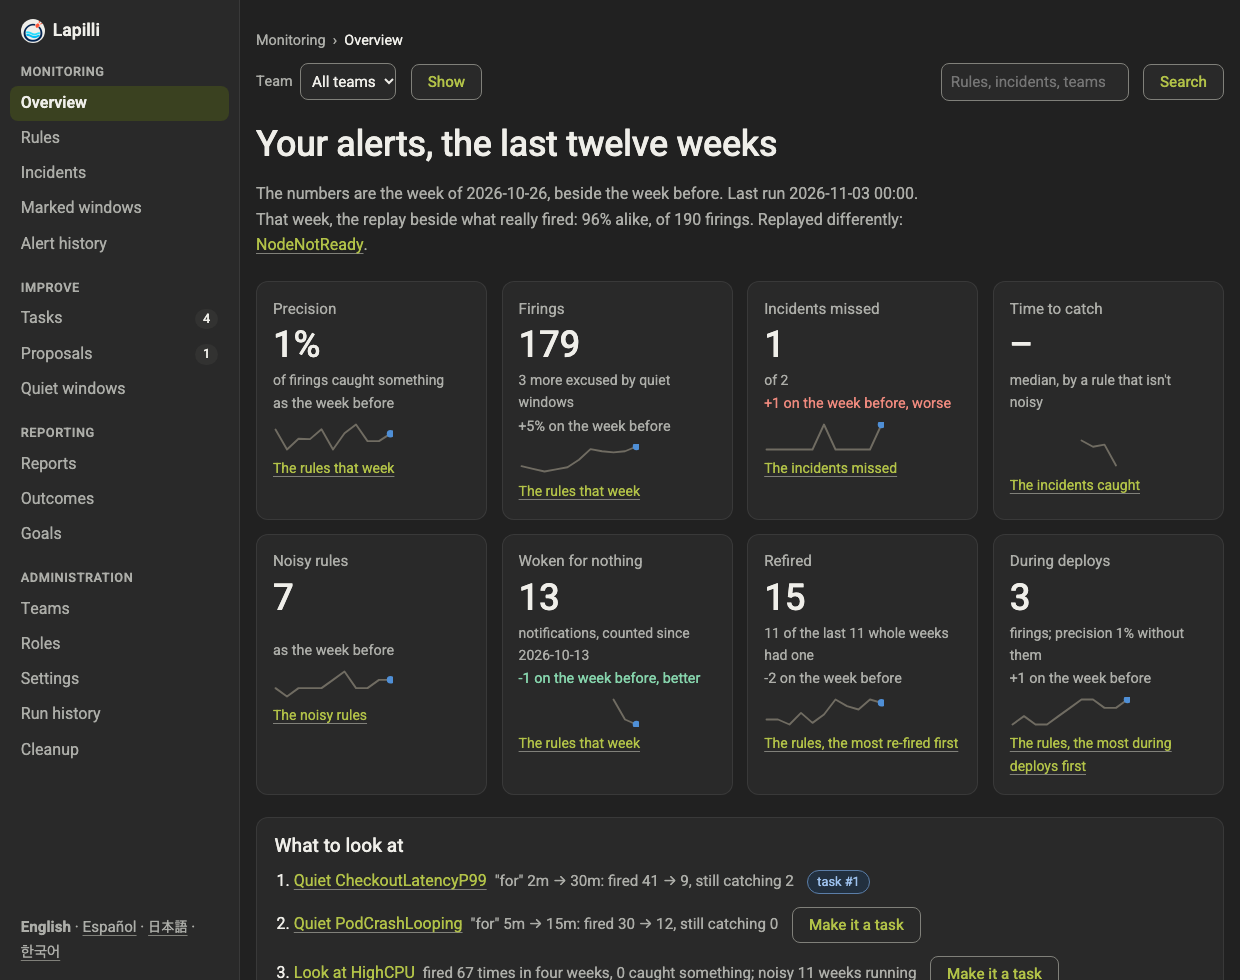 Lapilli
MONITORING
Overview
Rules
Incidents
Marked windows
Alert history
IMPROVE
Tasks 4
Proposals 1
Quiet windows
REPORTING
Reports
Outcomes
Goals
ADMINISTRATION
Teams
Roles
Settings
Run history
Cleanup
English · Español · 日本語 ·
한국어
Monitoring › Overview
Team All teams Show
Rules, incidents, teams Search
Your alerts, the last twelve weeks
The numbers are the week of 2026-10-26, beside the week before. Last run 2026-11-03 00:00.
That week, the replay beside what really fired: 96% alike, of 190 firings. Replayed differently:
NodeNotReady.
Precision
1%
of firings caught something
as the week before
The rules that week
Firings
179
3 more excused by quiet
windows
+5% on the week before
The rules that week
Incidents missed
1
of 2
+1 on the week before, worse
The incidents missed
Time to catch
–
median, by a rule that isn't
noisy
The incidents caught
Noisy rules
7
as the week before
The noisy rules
Woken for nothing
13
notifications, counted since
2026-10-13
-1 on the week before, better
The rules that week
Refired
15
11 of the last 11 whole weeks
had one
-2 on the week before
The rules, the most re-fired first
During deploys
3
firings; precision 1% without
them
+1 on the week before
The rules, the most during
deploys first
What to look at
1. Quiet CheckoutLatencyP99 "for" 2m → 30m: fired 41 → 9, still catching 2 task #1
2. Quiet PodCrashLooping "for" 5m → 15m: fired 30 → 12, still catching 0 Make it a task
3. Look at HighCPU fired 67 times in four weeks, 0 caught something; noisy 11 weeks running Make it a task